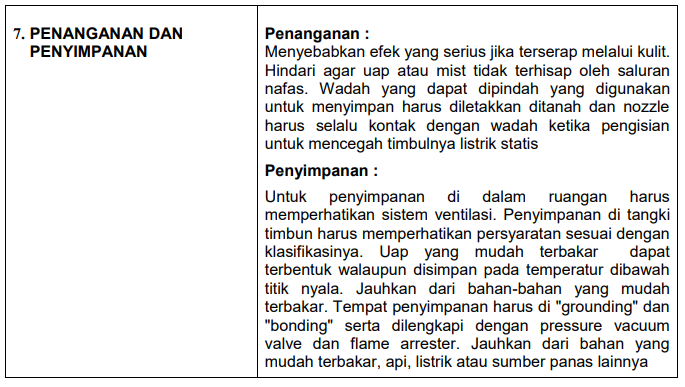 7. PENANGANAN DAN
PENYIMPANAN
Penanganan :
Menyebabkan efek yang serius jika terserap melalui kulit.
Hindari agar uap atau mist tidak terhisap oleh saluran
nafas. Wadah yang dapat dipindah yang digunakan
untuk menyimpan harus diletakkan ditanah dan nozzle
harus selalu kontak dengan wadah ketika pengisian
untuk mencegah timbulnya listrik statis
Penyimpanan :
Untuk penyimpanan di dalam ruangan harus
memperhatikan sistem ventilasi. Penyimpanan di tangki
timbun harus memperhatikan persyaratan sesuai dengan
klasifikasinya. Uap yang mudah terbakar dapat
terbentuk walaupun disimpan pada temperatur dibawah
titik nyala. Jauhkan dari bahan-bahan yang mudah
terbakar. Tempat penyimpanan harus di "grounding" dan
"bonding" serta dilengkapi dengan pressure vacuum
valve dan flame arrester. Jauhkan dari bahan yang
mudah terbakar, api, listrik atau sumber panas lainnya